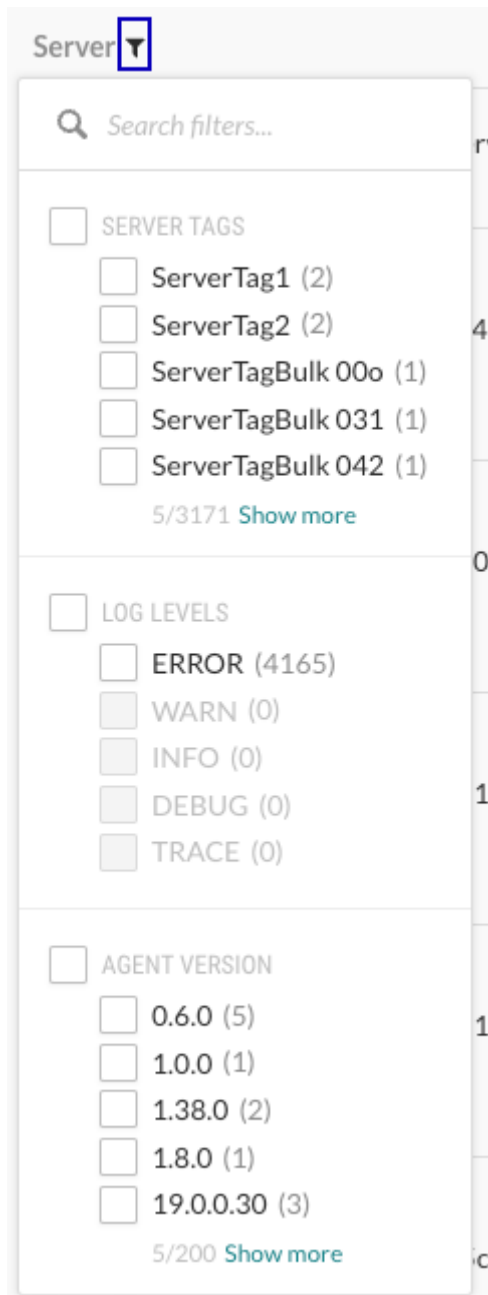 Server
Search filters...
SERVER TAGS
ServerTag1 (2)
ServerTag2 (2)
ServerTagBulk 00o (1)
ServerTagBulk 031 (1)
ServerTagBulk 042 (1)
5/3171 Show more
LOG LEVELS
ERROR (4165)
WARN (0)
INFO (0)
DEBUG (0)
TRACE (0)
AGENT VERSION
0.6.0 (5)
1.0.0 (1)
1.38.0 (2)
1.8.0 (1)
19.0.0.30 (3)
5/200 Show more